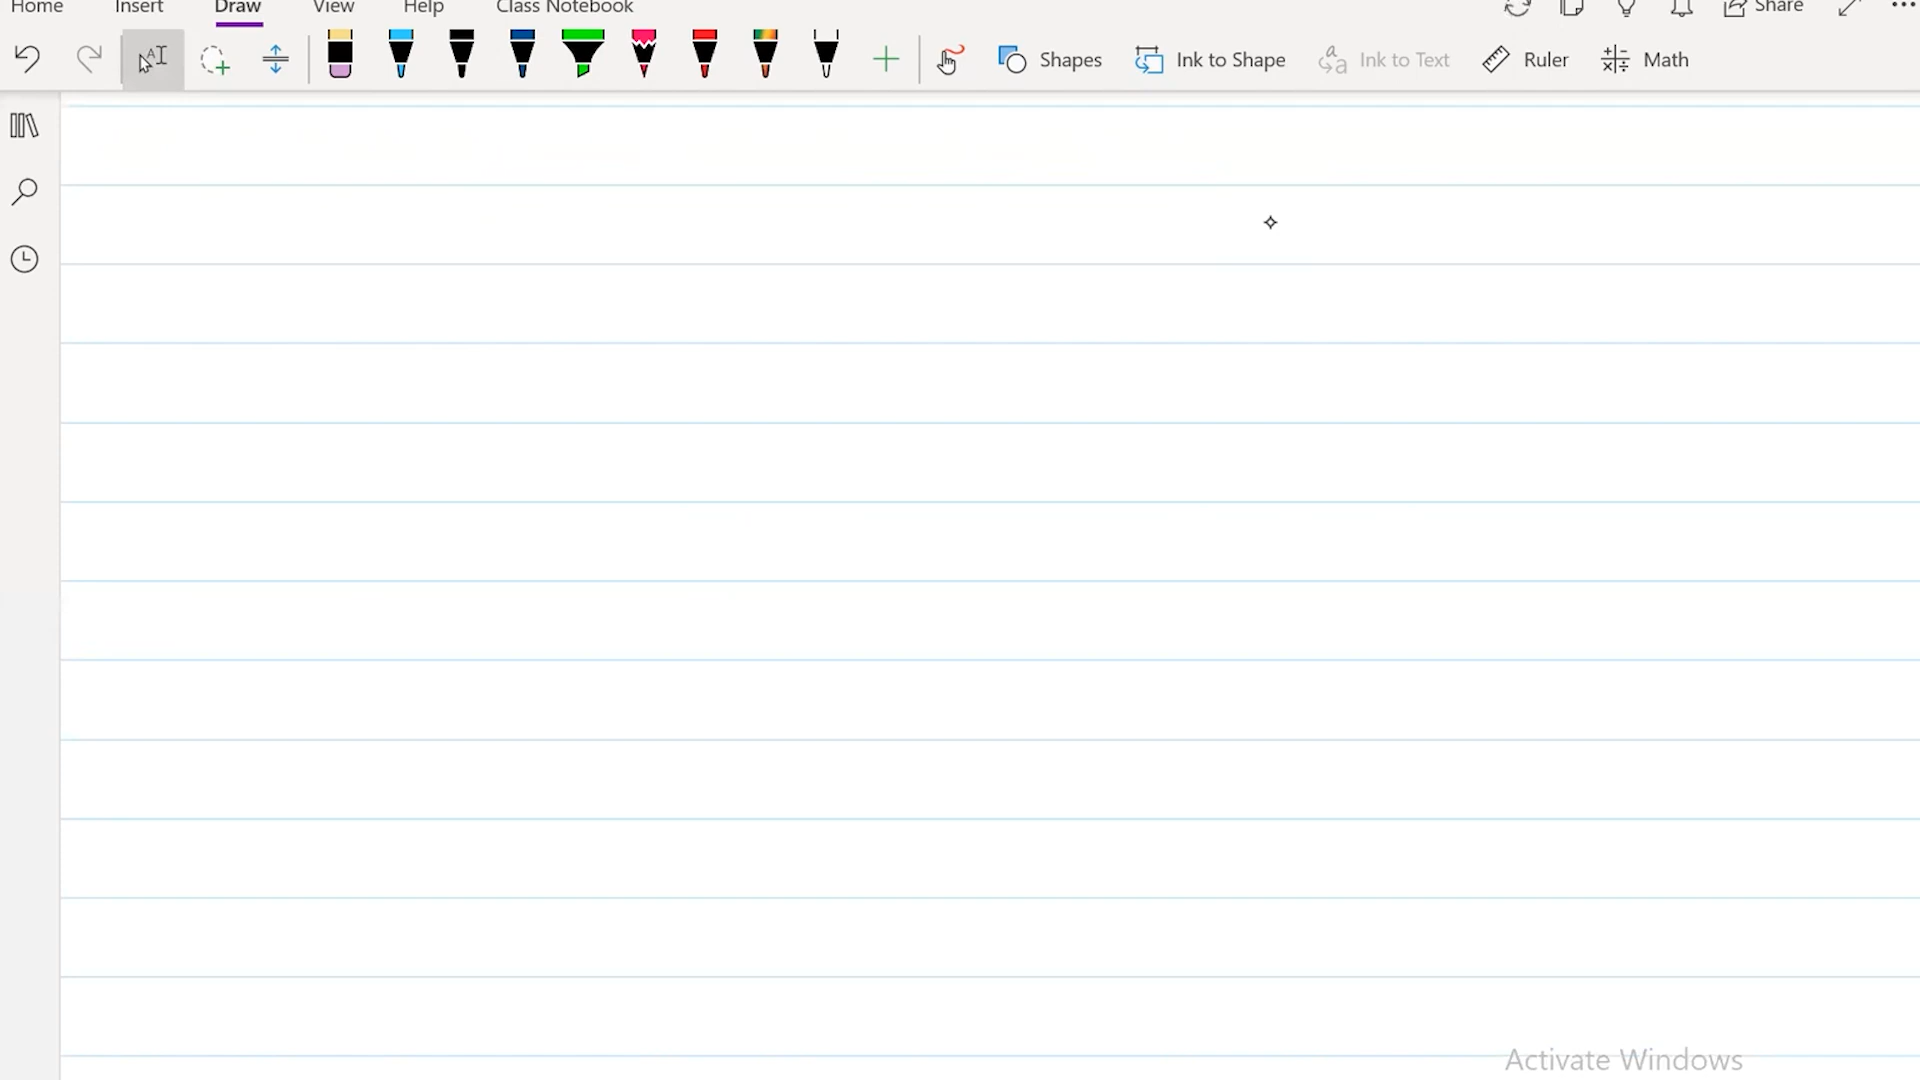 Home Insert Draw View Help Class Notebook Share
Shapes Ink to Shape Ink to Text Ruler Math
Activate Windows